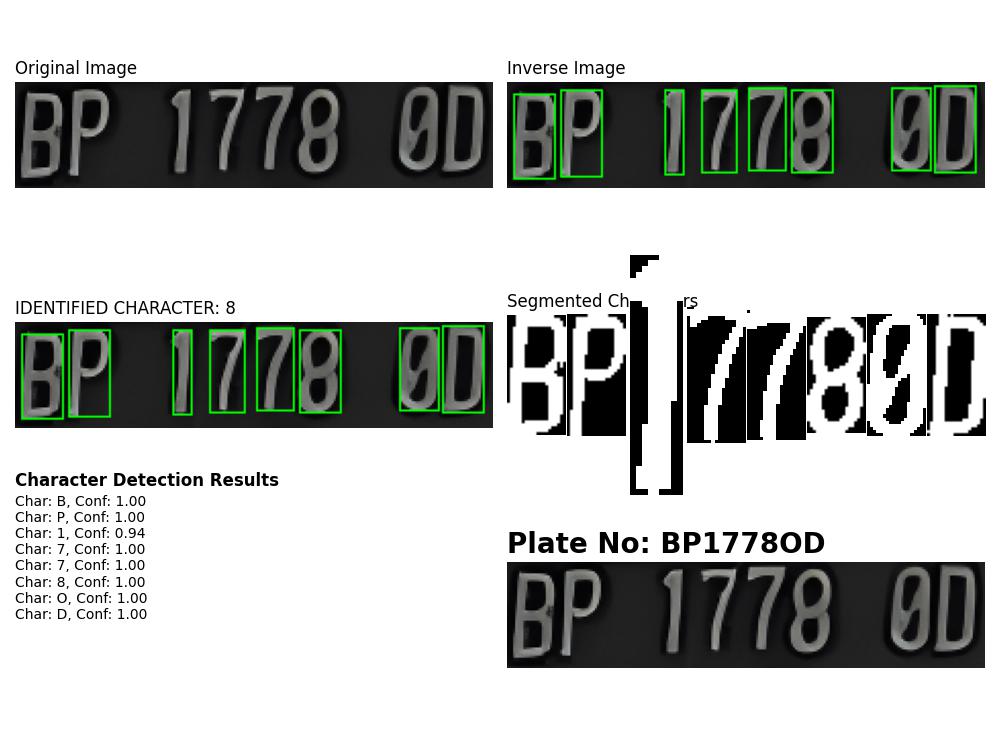 Original Image
BP 1778 0D
Inverse Image
BP 1778 0D
IDENTIFIED CHARACTER: 8
BP 1778 0D
Segmented Ch rs
BP 177890D
Character Detection Results
Char: B, Conf: 1.00
Char: P, Conf: 1.00
Char: 1, Conf: 0.94
Char: 7, Conf: 1.00
Char: 7, Conf: 1.00
Char: 8, Conf: 1.00
Char: O, Conf: 1.00
Char: D, Conf: 1.00
Plate No: BP1778OD
BP 1778 0D